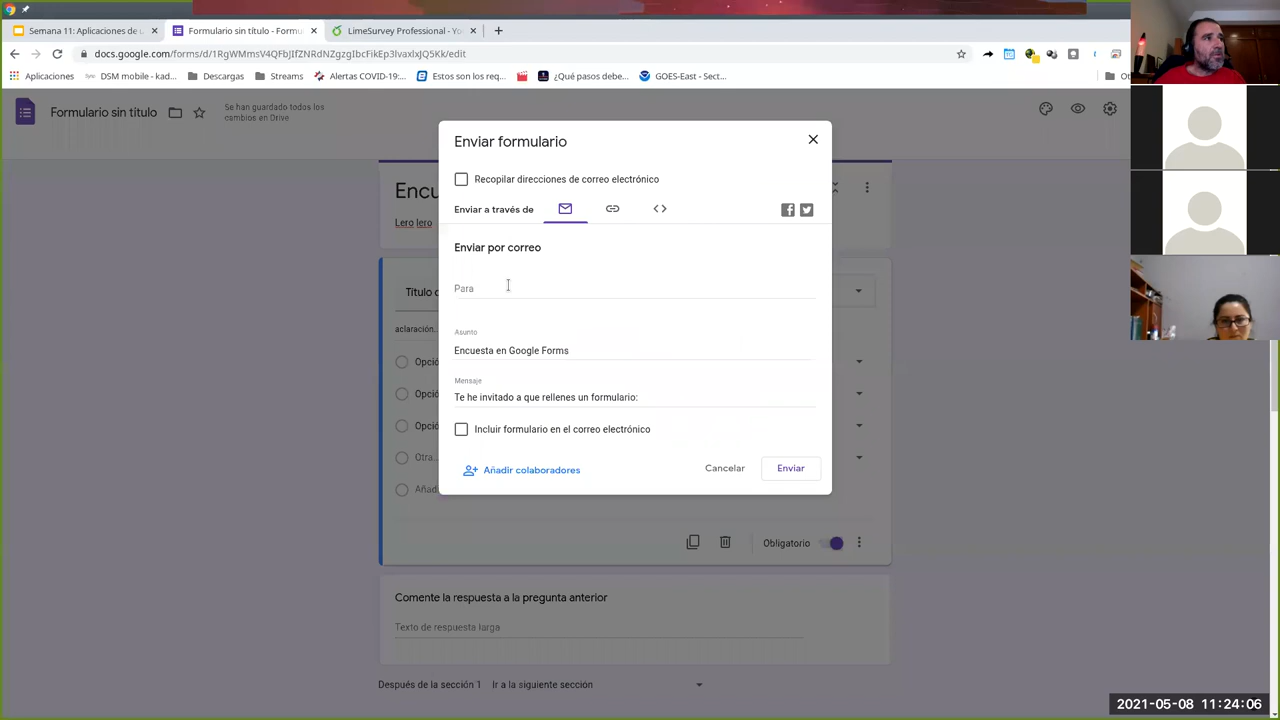 Semana 11: Aplicaciones de u
Formulario sin título - Formu
LimeSurvey Professional - Yo
docs.google.com/forms/d/1RgWMmsV4QFbJIfZNRdNZgzgIbcFikEp3lvaxlxJQ5Kk/edit
Aplicaciones
DSM mobile - kad...
Descargas
Streams
Alertas COVID-19:...
Estos son los req...
¿Qué pasos debe...
GOES-East - Sect...
Formulario sin título
Se han guardado todos los
cambios en Drive
Encue
Lero lero
Enviar formulario
Recopilar direcciones de correo electrónico
Enviar a través de
Enviar por correo
Para
Asunto
Encuesta en Google Forms
Mensaje
Te he invitado a que rellenes un formulario:
Incluir formulario en el correo electrónico
Añadir colaboradores
Cancelar
Enviar
Título c
aclaración.
Opció
Opció
Opció
Otra...
Añad
Obligatorio
Comente la respuesta a la pregunta anterior
Texto de respuesta larga
Después de la sección 1 Ir a la siguiente sección
2021-05-08 11:24:06